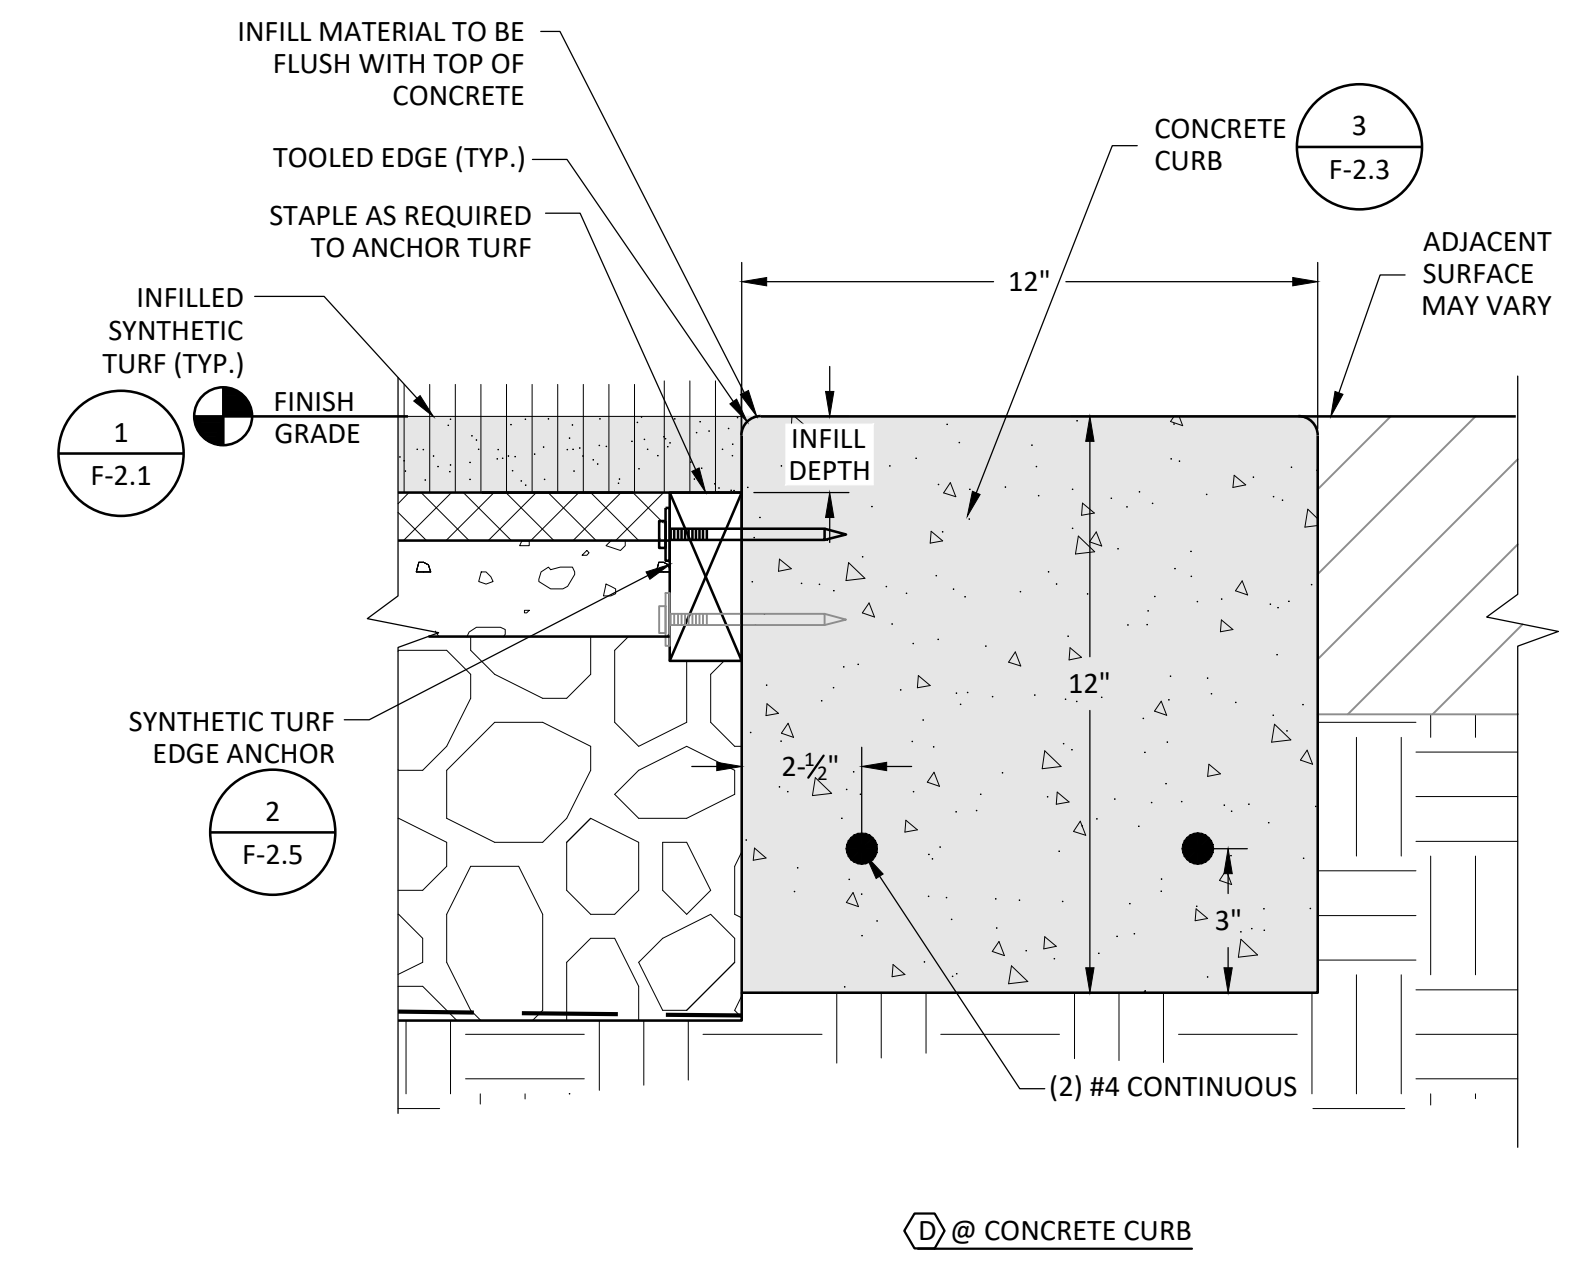 INFILL MATERIAL TO BE
FLUSH WITH TOP OF
CONCRETE
TOOLED EDGE (TYP.)
STAPLE AS REQUIRED
TO ANCHOR TURF
INFILLED
SYNTHETIC
TURF (TYP.)
1
F-2.1
FINISH
GRADE
SYNTHETIC TURF
EDGE ANCHOR
2
F-2.5
CONCRETE
CURB
3
F-2.3
ADJACENT
SURFACE
MAY VARY
12"
INFILL
DEPTH
12"
2-½"
3"
(2) #4 CONTINUOUS
D @ CONCRETE CURB